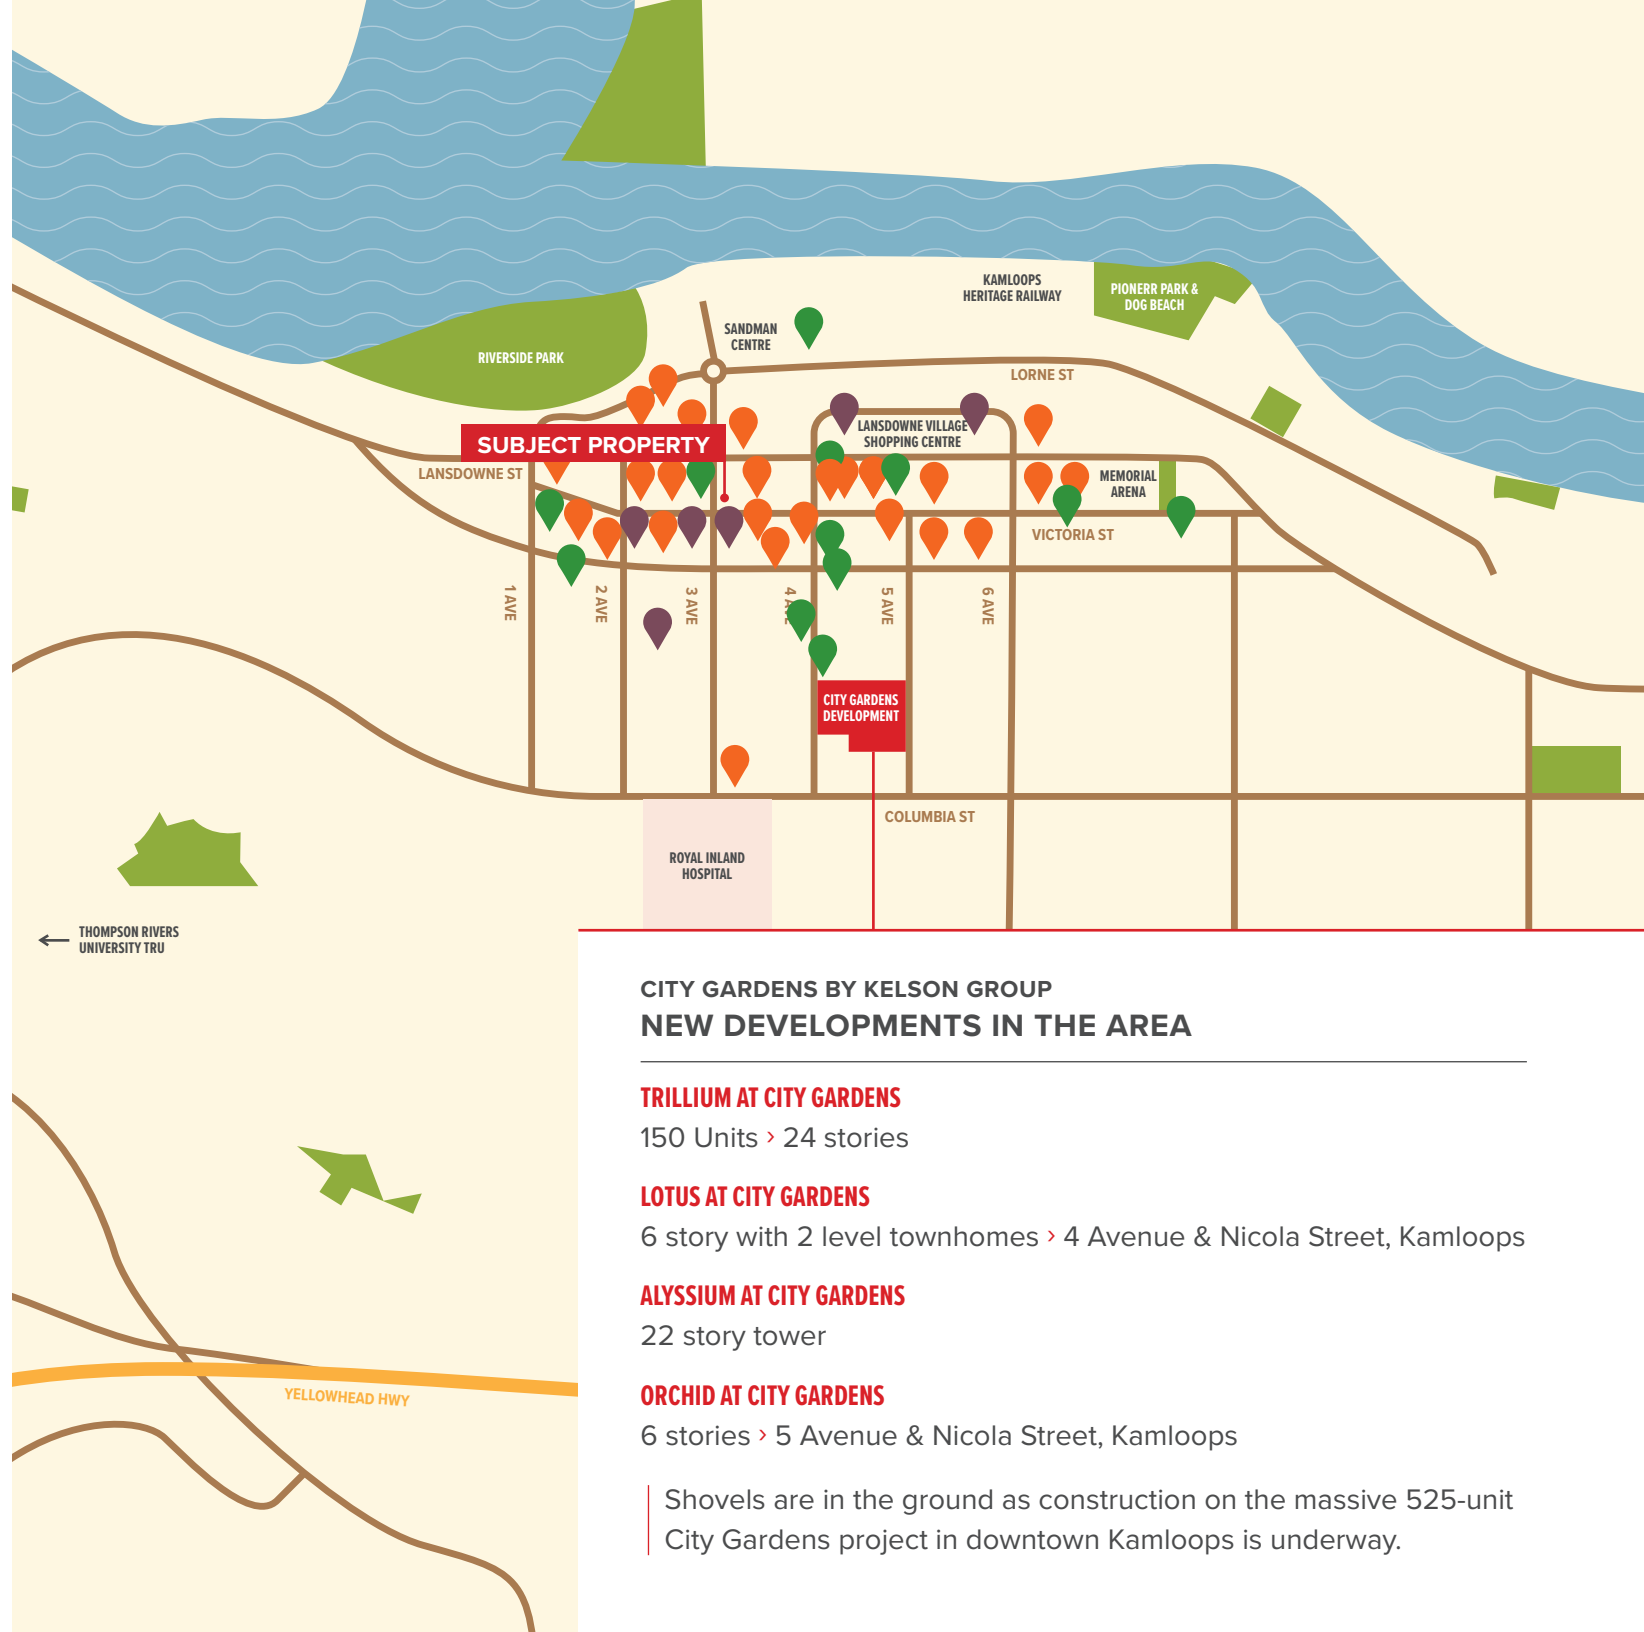 KAMLOOPS
HERITAGE RAILWAY
PIONERR PARK &
DOG BEACH
SANDMAN
CENTRE
RIVERSIDE PARK
LORNE ST
LANSDOWNE VILLAGE
SHOPPING CENTRE
SUBJECT PROPERTY
LANSDOWNE ST
MEMORIAL
ARENA
VICTORIA ST
1 AVE
2 AVE
3 AVE
4 AVE
5 AVE
6 AVE
CITY GARDENS
DEVELOPMENT
COLUMBIA ST
ROYAL INLAND
HOSPITAL
THOMPSON RIVERS
UNIVERSITY TRU
YELLOWHEAD HWY
CITY GARDENS BY KELSON GROUP
NEW DEVELOPMENTS IN THE AREA
TRILLIUM AT CITY GARDENS
150 Units › 24 stories
LOTUS AT CITY GARDENS
6 story with 2 level townhomes › 4 Avenue & Nicola Street, Kamloops
ALYSSIUM AT CITY GARDENS
22 story tower
ORCHID AT CITY GARDENS
6 stories › 5 Avenue & Nicola Street, Kamloops
Shovels are in the ground as construction on the massive 525-unit
City Gardens project in downtown Kamloops is underway.